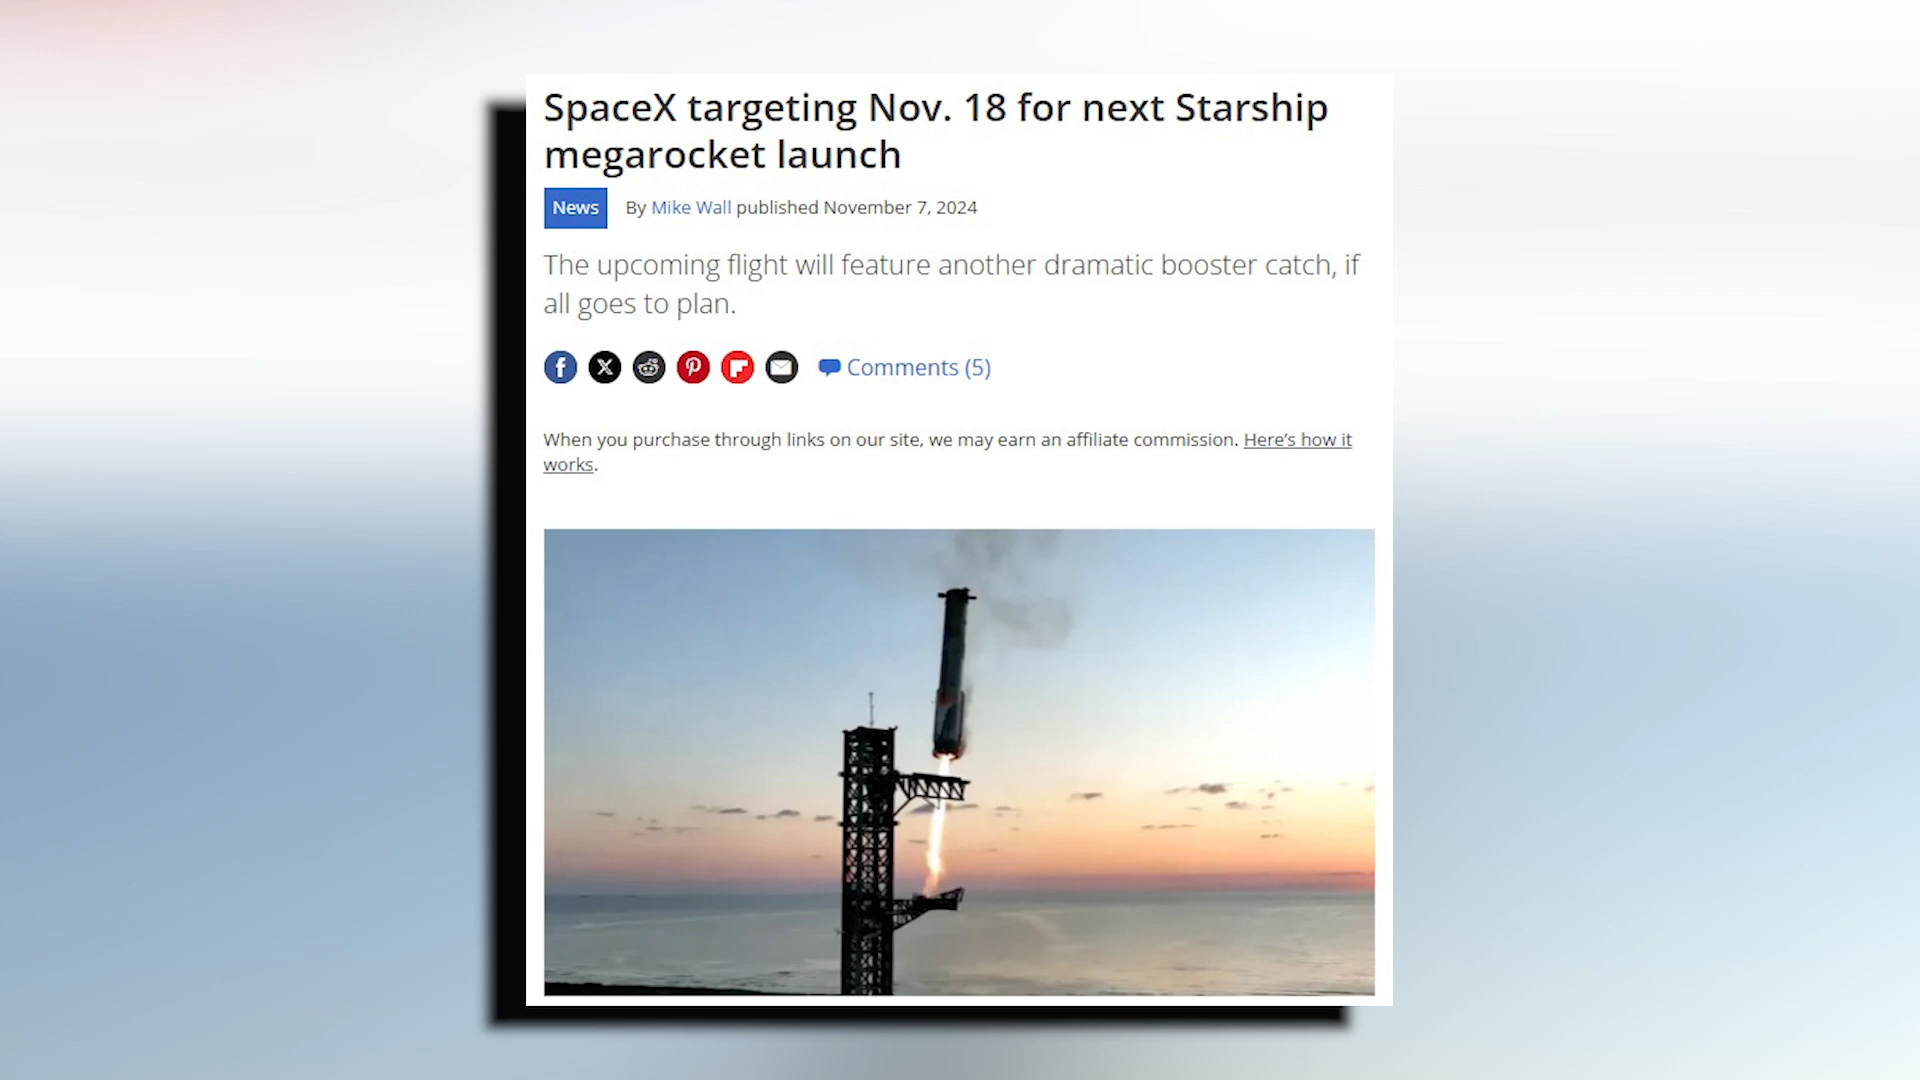 SpaceX targeting Nov. 18 for next Starship
megarocket launch
News By Mike Wall published November 7, 2024
The upcoming flight will feature another dramatic booster catch, if
all goes to plan.
Comments (5)
When you purchase through links on our site, we may earn an affiliate commission. Here’s how it
works.